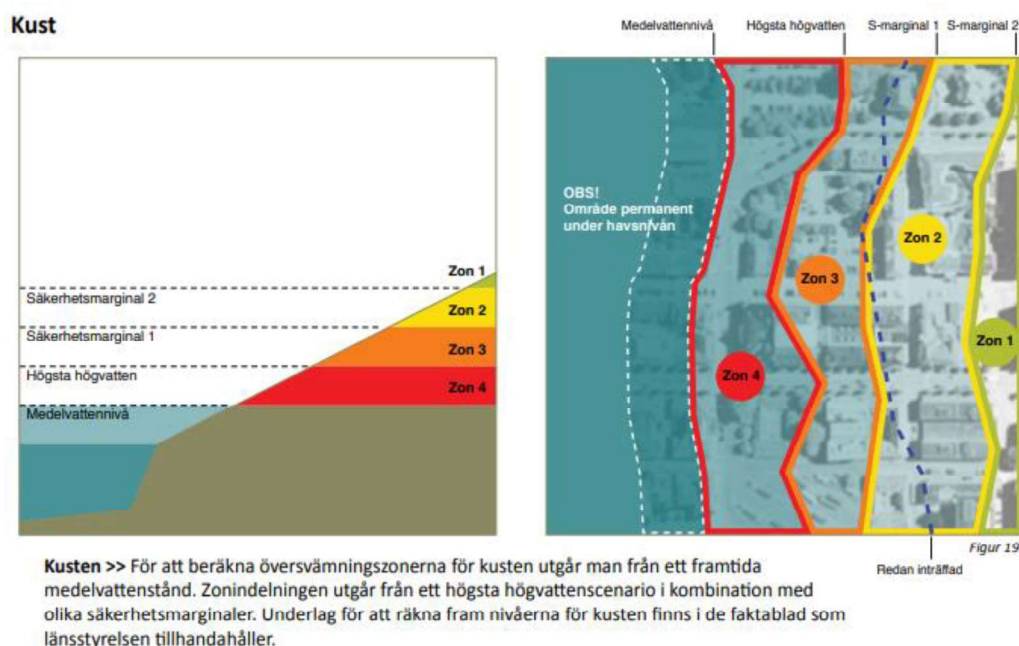 Kust
Medelvattennivå
Högsta högvatten
S-marginal 1
S-marginal 2
Zon 1
Säkerhetsmarginal 2
Zon 2
Säkerhetsmarginal 1
Zon 3
Högsta högvatten
Zon 4
Medelvattennivå
OBS!
Område permanent
under havsnivån
Zon 2
Zon 3
Zon 1
Zon 4
Figur 19
Redan inträffad
Kusten >> För att beräkna översvämningszonerna för kusten utgår man från ett framtida
medelvattenstånd. Zonindelningen utgår från ett högsta högvattenscenario i kombination med
olika säkerhetsmarginaler. Underlag för att räkna fram nivåerna för kusten finns i de faktablad som
länsstyrelsen tillhandahåller.